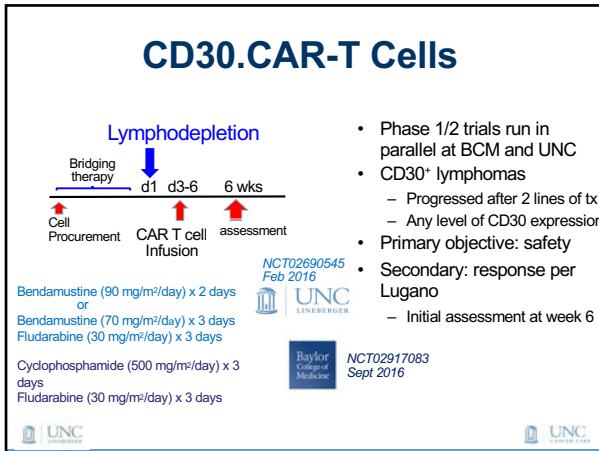 CD30.CAR-T Cells
Lymphodepletion
Bridging
therapy
d1
d3-6
6 wks
Cell
Procurement
CAR T cell
Infusion
assessment
NCT02690545
Feb 2016
Bendamustine (90 mg/m²/day) x 2 days
or
Bendamustine (70 mg/m²/day) x 3 days
Fludarabine (30 mg/m²/day) x 3 days
UNC
LINEBERGER
Cyclophosphamide (500 mg/m²/day) x 3
days
Fludarabine (30 mg/m²/day) x 3 days
Baylor
College of
Medicine
NCT02917083
Sept 2016
• Phase 1/2 trials run in
parallel at BCM and UNC
• CD30⁺ lymphomas
– Progressed after 2 lines of tx
– Any level of CD30 expression
• Primary objective: safety
• Secondary: response per
Lugano
– Initial assessment at week 6
UNC
LINEBERGER
UNC
CANCER CARE